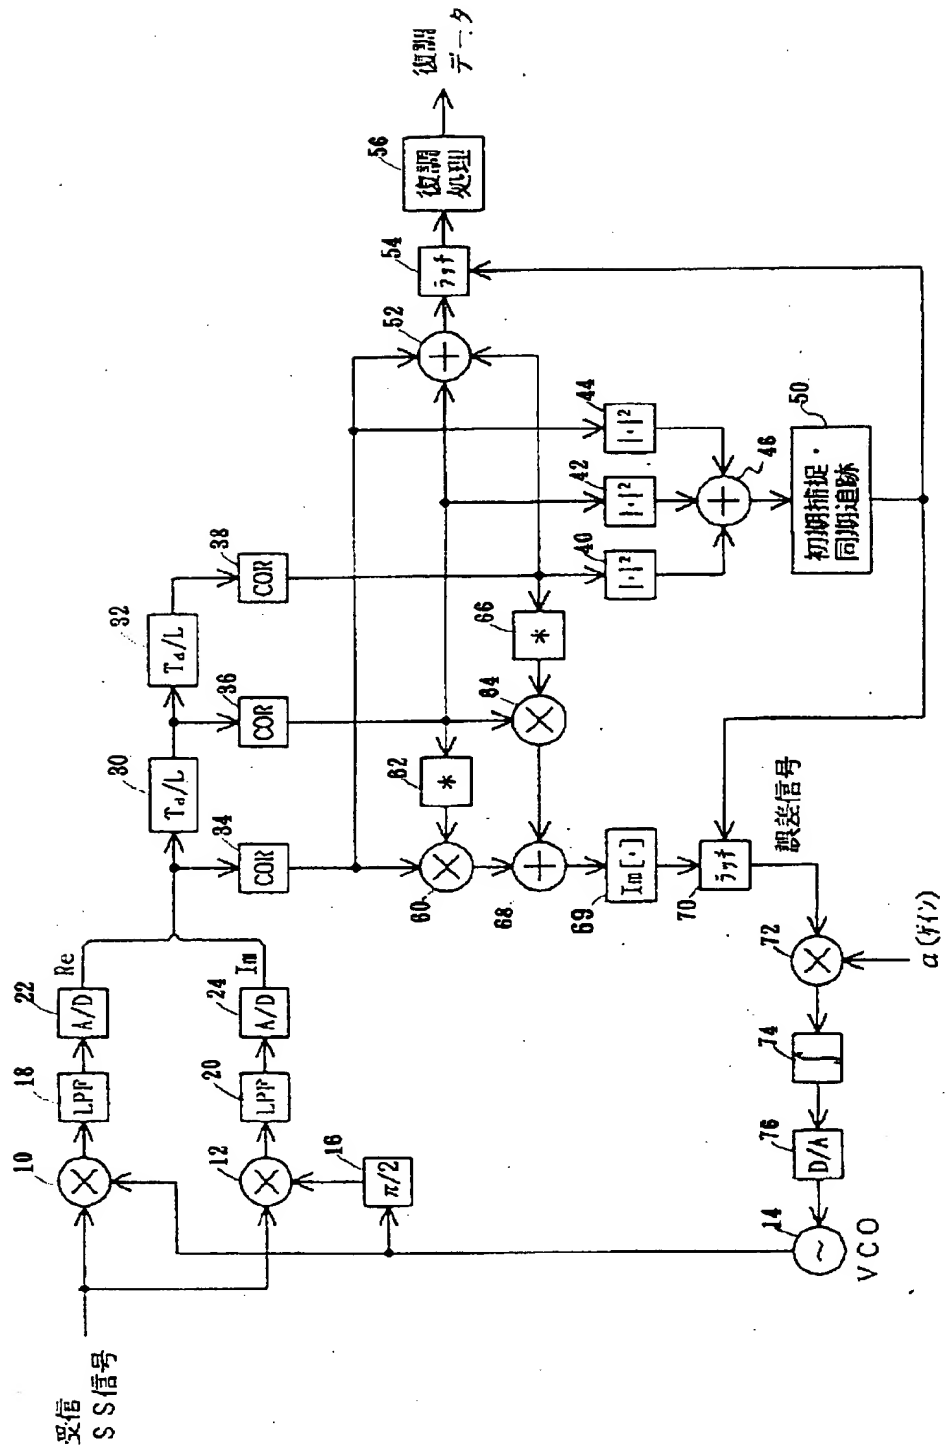 受信
SS信号
10
LPF
18
A/D
22
Re
12
LPF
20
A/D
24
Im
π/2
16
Td/L
30
Td/L
32
COR
34
COR
36
COR
38
*
62
60
*
66
64
68
Im[·]
69
ラッチ
70
誤差信号
|·|²
40
|·|²
42
|·|²
44
46
初期捕捉・
同期追跡
50
52
ラッチ
54
復調
処理
56
復調
データ
72
a(ゲイン)
74
D/A
76
~
14
VCO